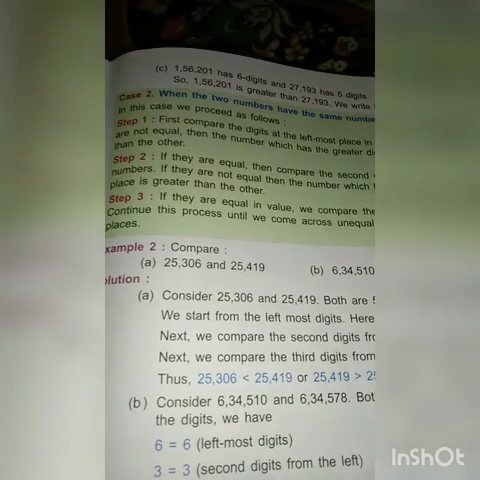 (c) 1,56,201 has 6-digits and 27,193 has 5 digits.
So, 1,56,201 is greater than 27,193. We write
Case 2. When the two numbers have the same numbe
In this case we proceed as follows :
Step 1 : First compare the digits at the left-most place in
are not equal, then the number which has the greater di
than the other.
Step 2 : If they are equal, then compare the second
numbers. If they are not equal then the number which
place is greater than the other.
Step 3 : If they are equal in value, we compare the
Continue this process until we come across unequal
places.
xample 2 : Compare :
(a) 25,306 and 25,419 (b) 6,34,510
olution :
(a) Consider 25,306 and 25,419. Both are 5
We start from the left most digits. Here
Next, we compare the second digits fro
Next, we compare the third digits from
Thus, 25,306 < 25,419 or 25,419 > 25
(b) Consider 6,34,510 and 6,34,578. Bot
the digits, we have
6 = 6 (left-most digits)
3 = 3 (second digits from the left)
InShOt